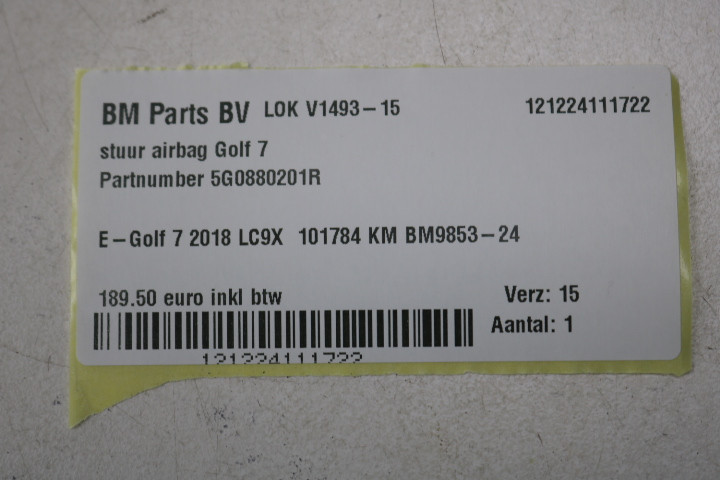 BM Parts BV LOK V1493-15 121224111722
stuur airbag Golf 7
Partnumber 5G0880201R
E-Golf 7 2018 LC9X 101784 KM BM9853-24
189.50 euro inkl btw Verz: 15
Aantal: 1
121224111722